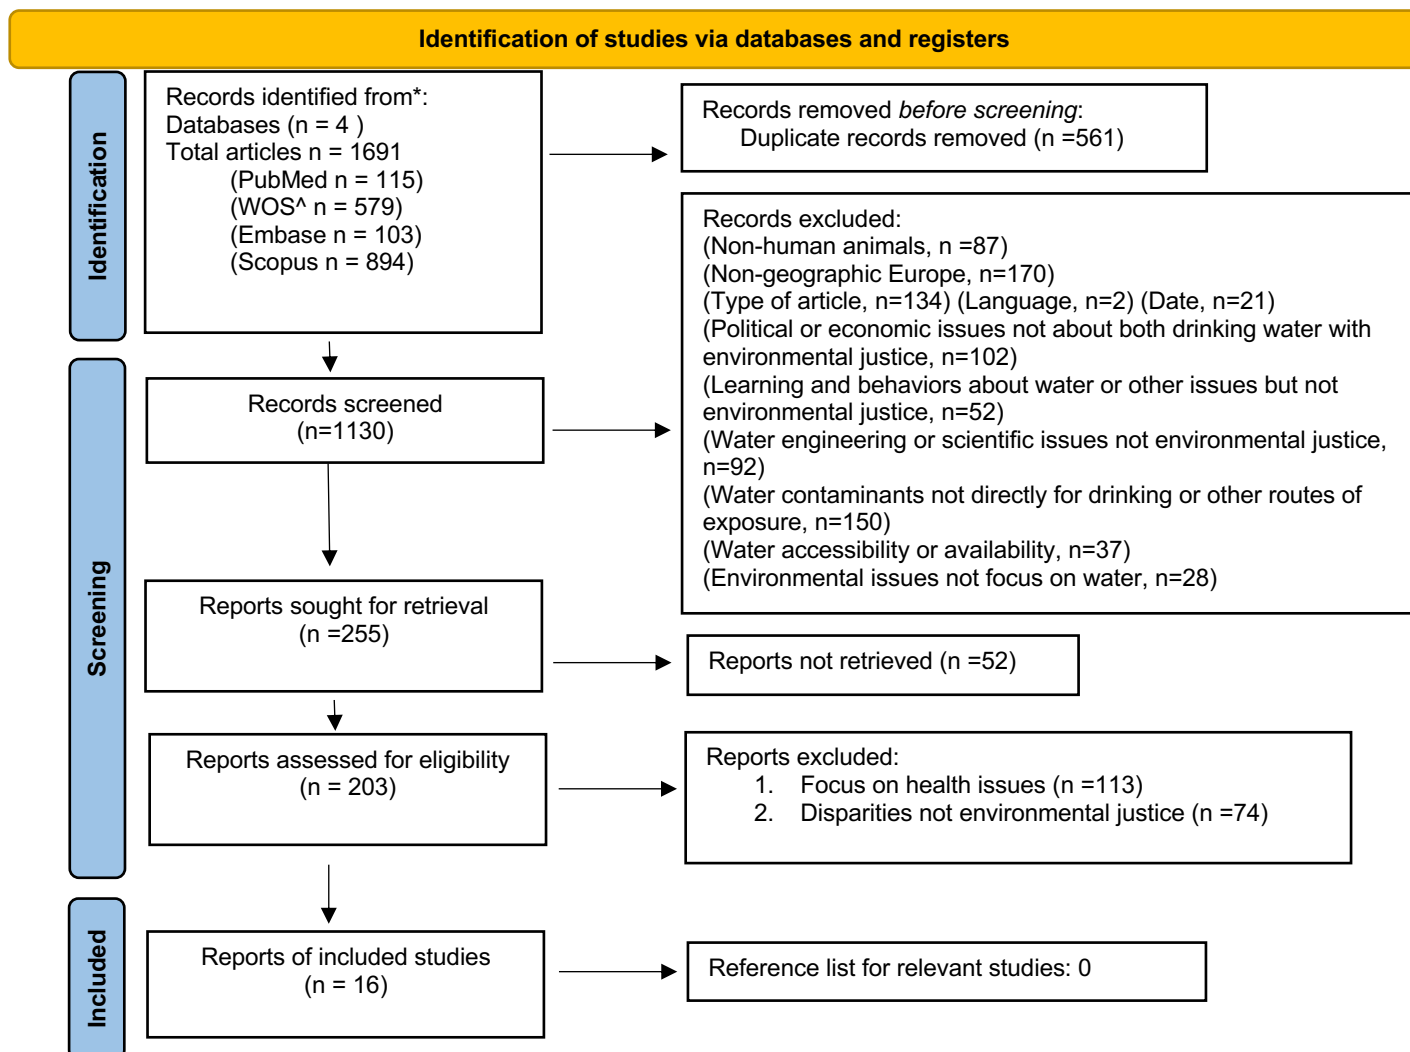 Identification of studies via databases and registers
Identification
Records identified from*:
Databases (n = 4 )
Total articles n = 1691
(PubMed n = 115)
(WOS^ n = 579)
(Embase n = 103)
(Scopus n = 894)
Records removed before screening:
Duplicate records removed (n =561)
Screening
Records screened
(n=1130)
Records excluded:
(Non-human animals, n =87)
(Non-geographic Europe, n=170)
(Type of article, n=134) (Language, n=2) (Date, n=21)
(Political or economic issues not about both drinking water with
environmental justice, n=102)
(Learning and behaviors about water or other issues but not
environmental justice, n=52)
(Water engineering or scientific issues not environmental justice,
n=92)
(Water contaminants not directly for drinking or other routes of
exposure, n=150)
(Water accessibility or availability, n=37)
(Environmental issues not focus on water, n=28)
Reports sought for retrieval
(n =255)
Reports not retrieved (n =52)
Reports assessed for eligibility
(n = 203)
Reports excluded:
1. Focus on health issues (n =113)
2. Disparities not environmental justice (n =74)
Included
Reports of included studies
(n = 16)
Reference list for relevant studies: 0